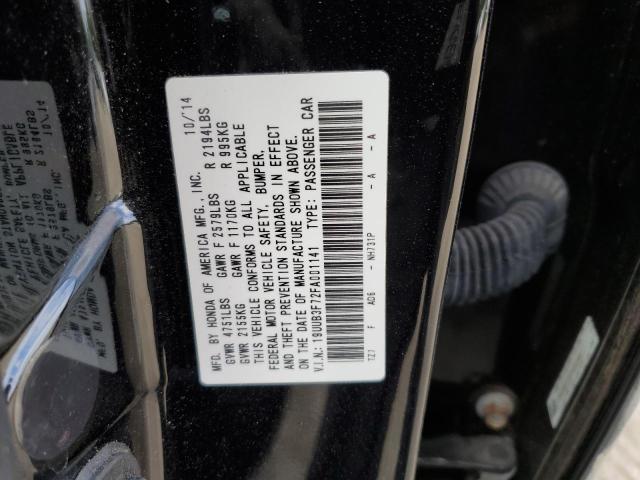 MFD. BY HONDA OF AMERICA MFG., INC. 10/14
GVWR 4751LBS GAWR F 2579LBS R 2194LBS
GVWR 2155KG GAWR F 1170KG R 995KG
THIS VEHICLE CONFORMS TO ALL APPLICABLE
FEDERAL MOTOR VEHICLE SAFETY, BUMPER,
AND THEFT PREVENTION STANDARDS IN EFFECT
ON THE DATE OF MANUFACTURE SHOWN ABOVE.
V.I.N.: 19UUB3F72FA001141 TYPE: PASSENGER CAR
TZ7 F AD6 - NH731P - A - A